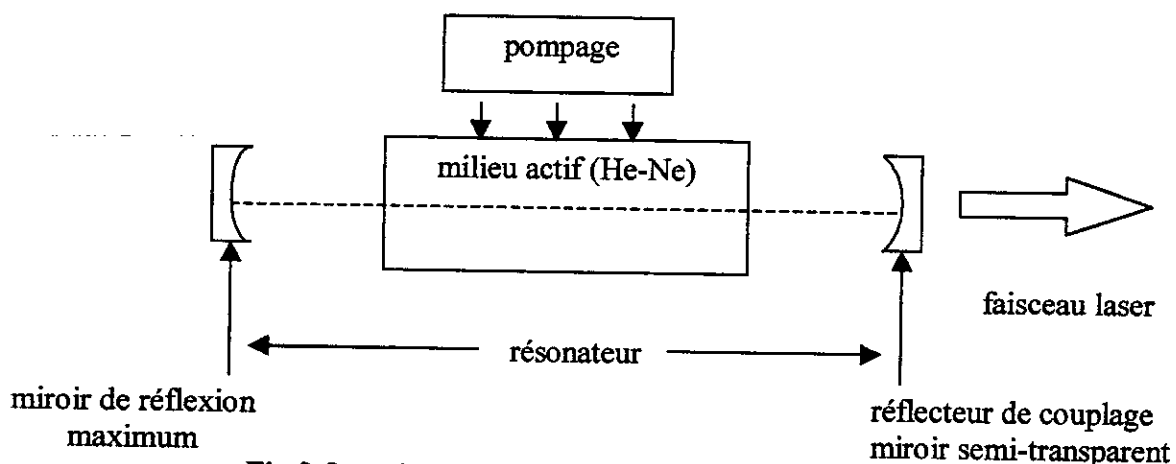 pompage
milieu actif (He-Ne)
faisceau laser
résonateur
miroir de réflexion
maximum
réflecteur de couplage
miroir semi-transparent